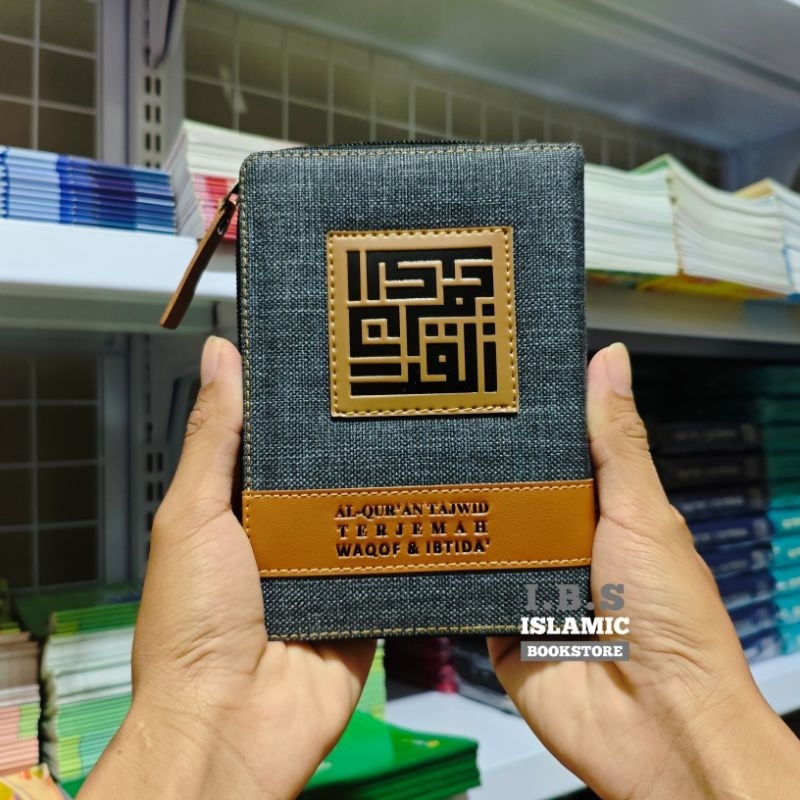 AL-QUR'AN TAJWID
TERJEMAH
WAQOF & IBTIDA'
I.B.S
ISLAMIC
BOOKSTORE